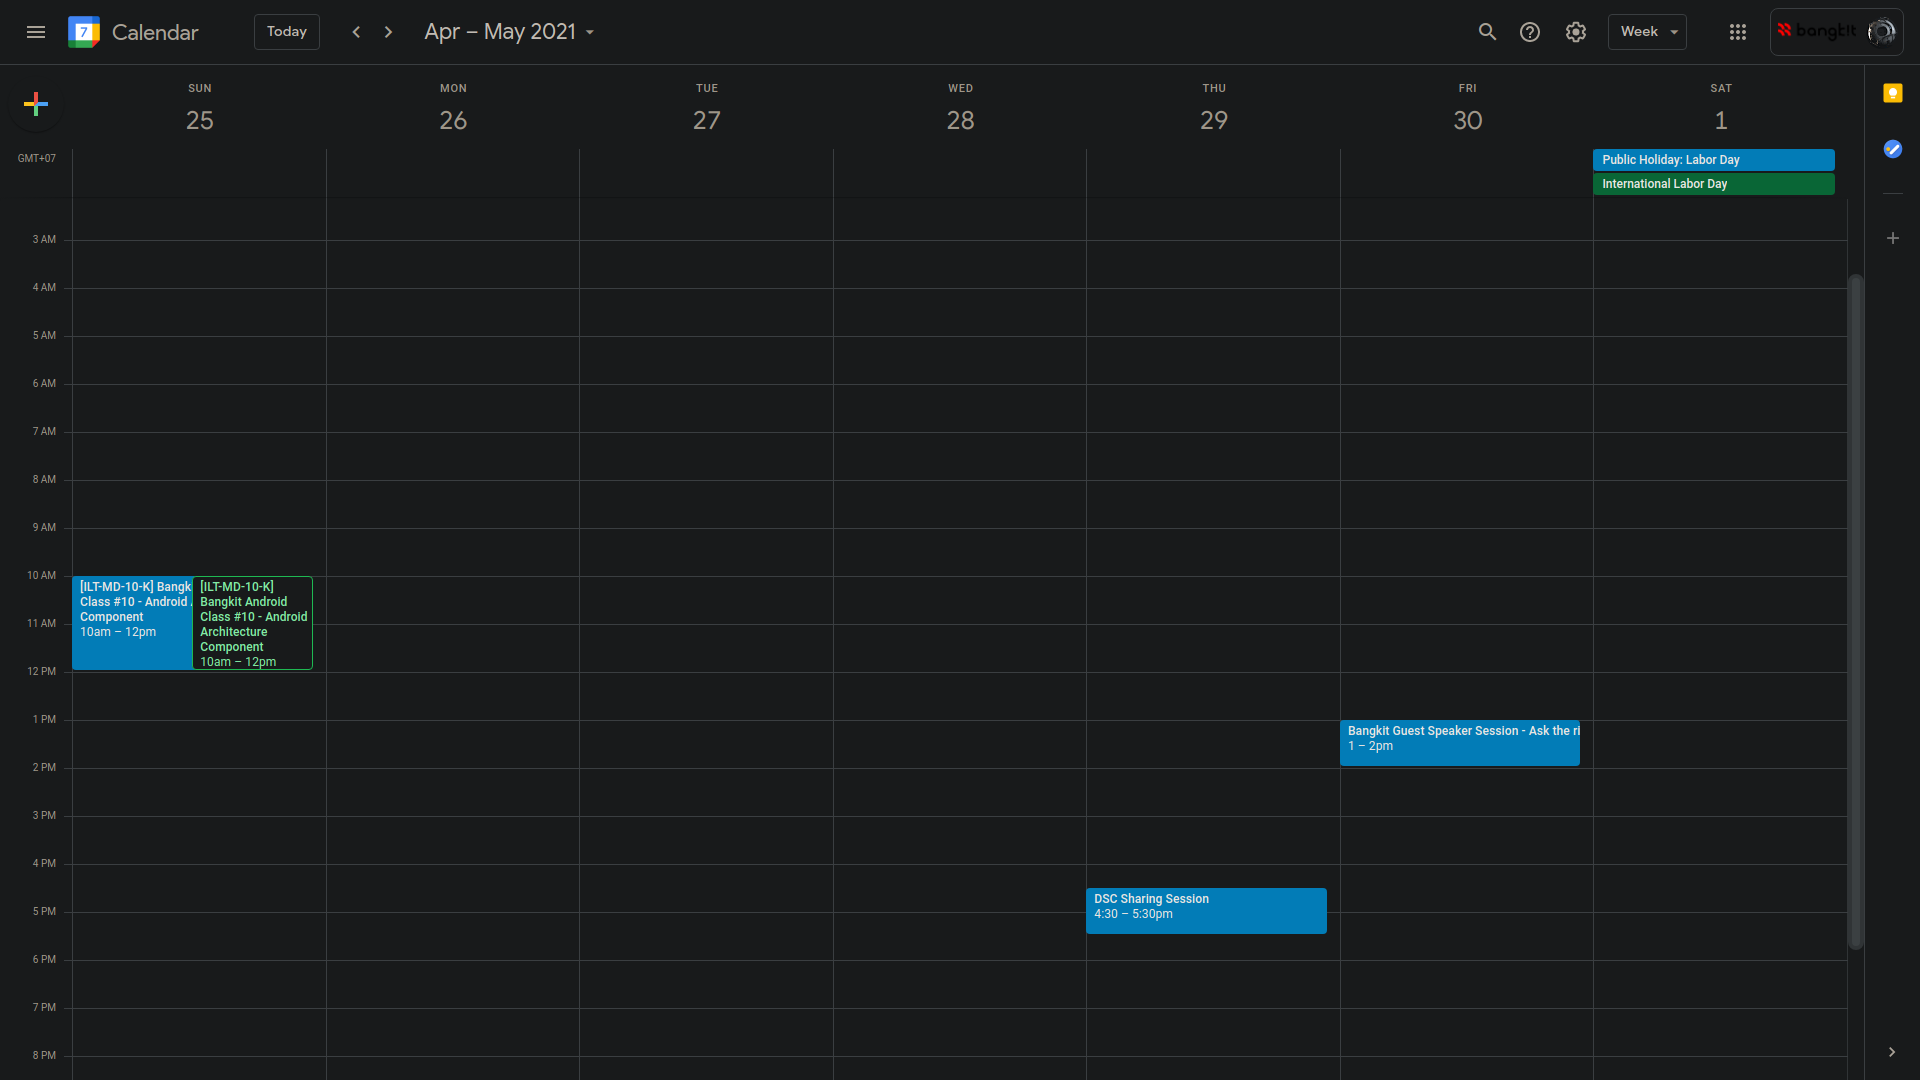 7 Calendar Today Apr – May 2021 Week bangk!t
SUN MON TUE WED THU FRI SAT
25 26 27 28 29 30 1
GMT+07
Public Holiday: Labor Day
International Labor Day
3 AM
4 AM
5 AM
6 AM
7 AM
8 AM
9 AM
10 AM
[ILT-MD-10-K] Bangk
Class #10 - Android
Component
10am – 12pm
[ILT-MD-10-K]
Bangkit Android
Class #10 - Android
Architecture
Component
10am – 12pm
11 AM
12 PM
1 PM
Bangkit Guest Speaker Session - Ask the ri
1 – 2pm
2 PM
3 PM
4 PM
DSC Sharing Session
4:30 – 5:30pm
5 PM
6 PM
7 PM
8 PM